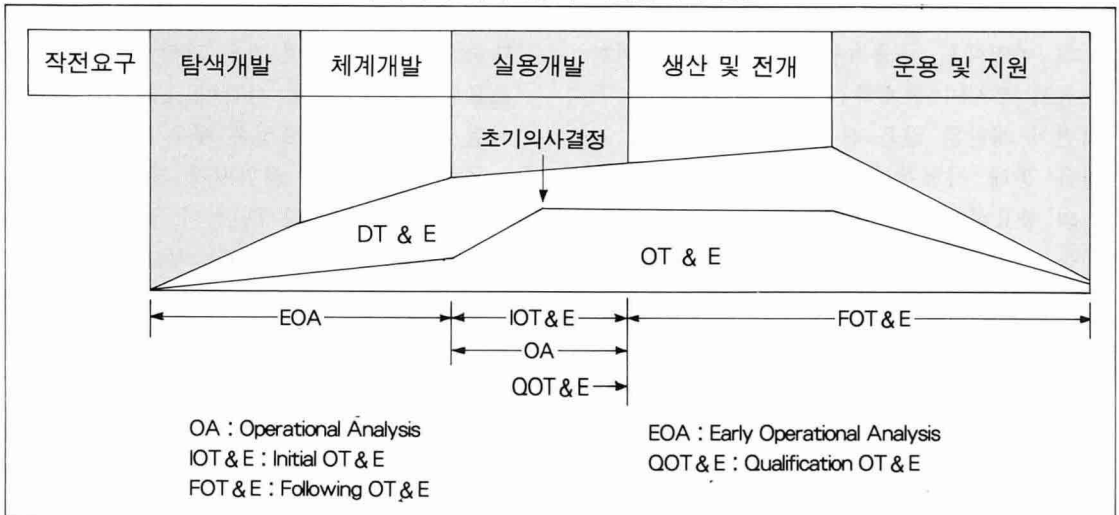 작전요구 탐색개발 체계개발 실용개발 생산 및 전개 운용 및 지원
초기의사결정
DT & E
OT & E
EOA IOT&E FOT&E
OA
QOT&E
OA : Operational Analysis
IOT&E : Initial OT&E
FOT&E : Following OT&E
EOA : Early Operational Analysis
QOT&E : Qualification OT&E